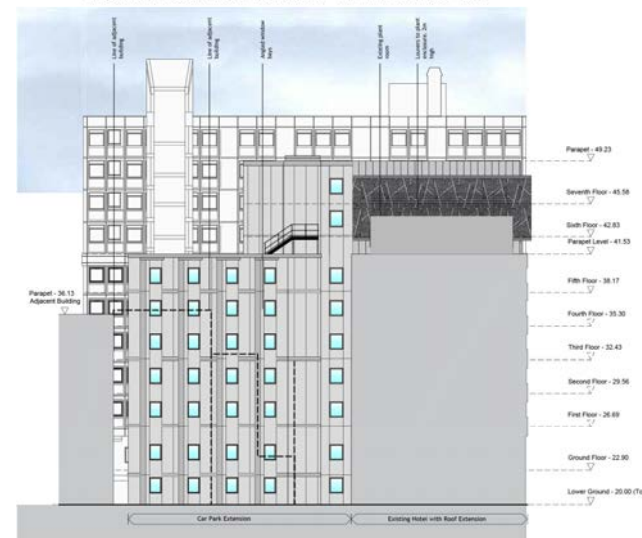 Line of adjacent
building
Line of adjacent
building
Angled window
bays
Existing plant
room
Louvers to plant
enclosure, 2m
high
Parapet - 49.23
Seventh Floor - 45.58
Sixth Floor - 42.83
Parapet Level - 41.53
Fifth Floor - 38.17
Parapet - 36.13
Adjacent Building
Fourth Floor - 35.30
Third Floor - 32.43
Second Floor - 29.56
First Floor - 26.69
Ground Floor - 22.90
Lower Ground - 20.00 (To
Car Park Extension
Existing Hotel with Roof Extension